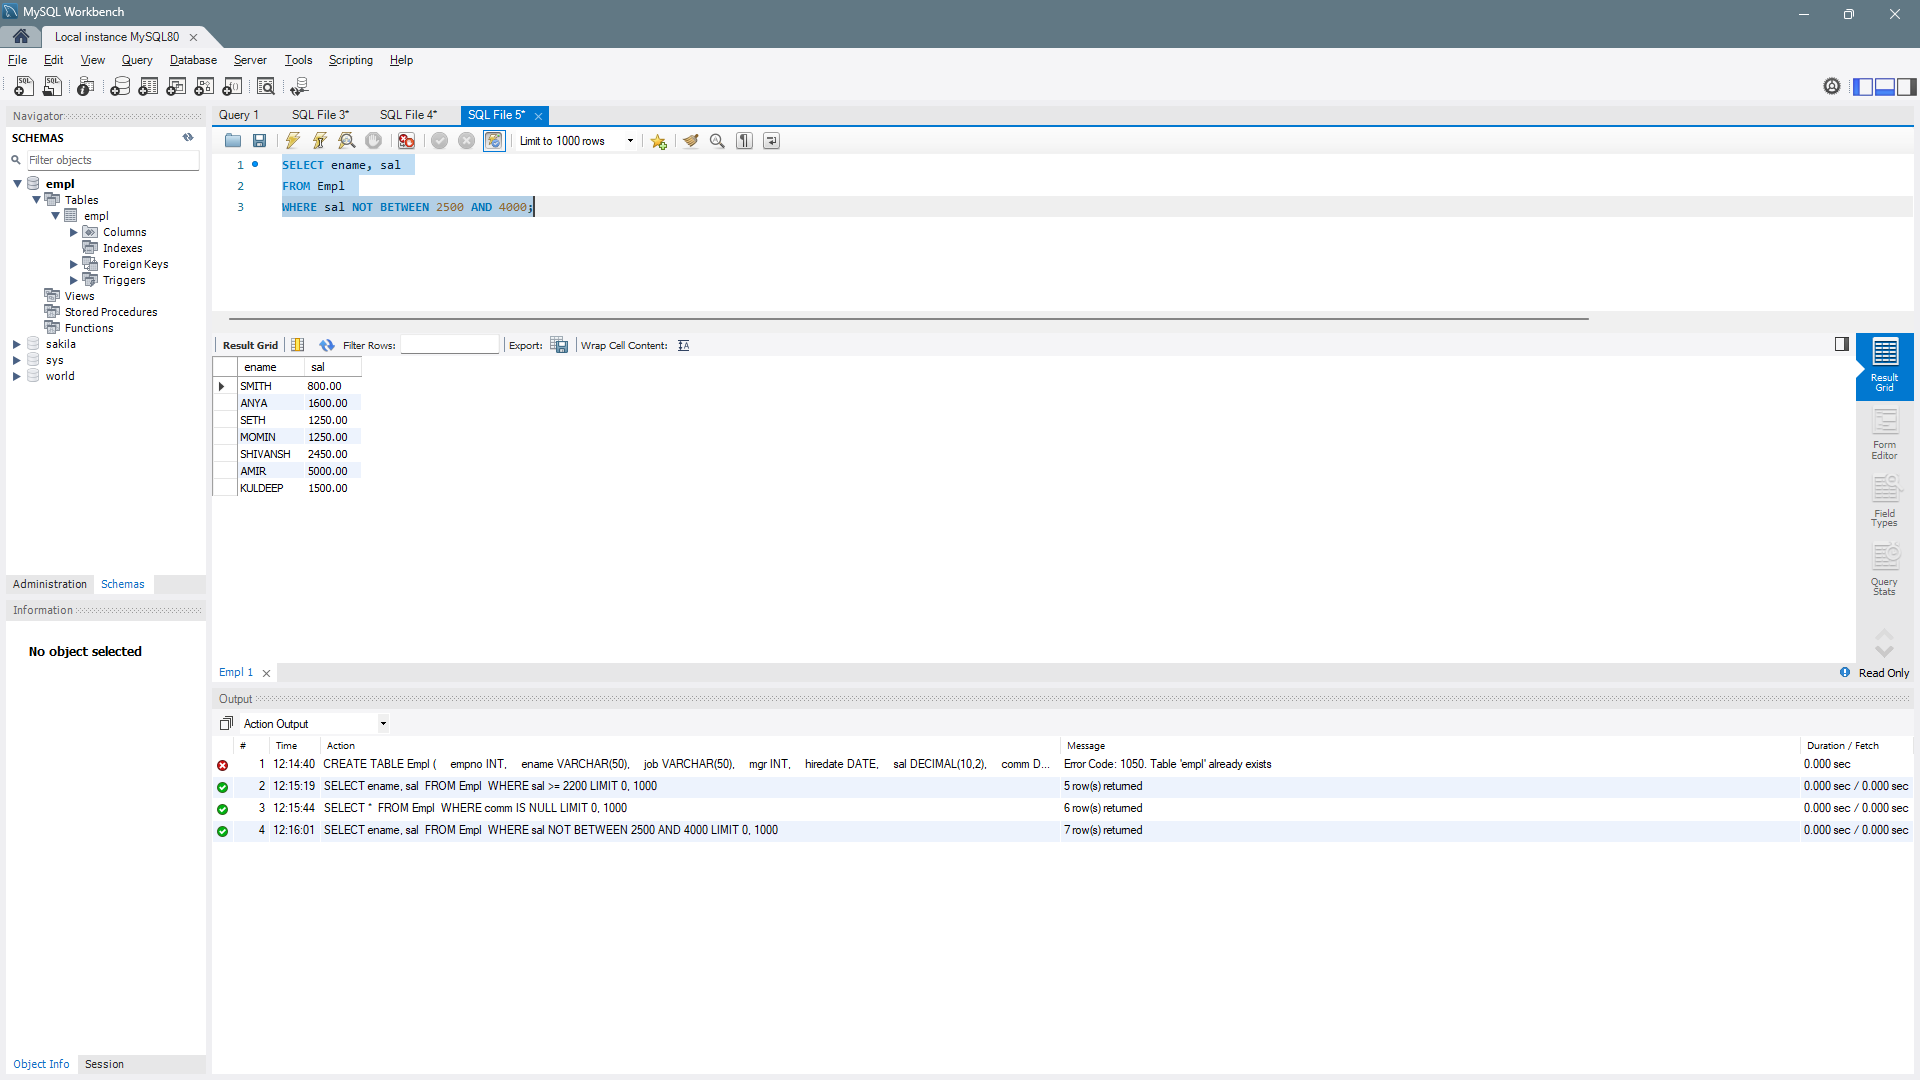 MySQL Workbench
Local instance MySQL80
File Edit View Query Database Server Tools Scripting Help
Navigator
SCHEMAS
Filter objects
empl
Tables
empl
Columns
Indexes
Foreign Keys
Triggers
Views
Stored Procedures
Functions
sakila
sys
world
Administration Schemas
Information
No object selected
Object Info Session
Query 1 SQL File 3* SQL File 4* SQL File 5*
Limit to 1000 rows
1 SELECT ename, sal
2 FROM Empl
3 WHERE sal NOT BETWEEN 2500 AND 4000;
Result Grid Filter Rows: Export: Wrap Cell Content:
ename sal
SMITH 800.00
ANYA 1600.00
SETH 1250.00
MOMIN 1250.00
SHIVANSH 2450.00
AMIR 5000.00
KULDEEP 1500.00
Result
Grid
Form
Editor
Field
Types
Query
Stats
Empl 1
Read Only
Output
Action Output
# Time Action Message Duration / Fetch
1 12:14:40 CREATE TABLE Empl ( empno INT, ename VARCHAR(50), job VARCHAR(50), mgr INT, hiredate DATE, sal DECIMAL(10,2), comm D... Error Code: 1050. Table 'empl' already exists 0.000 sec
2 12:15:19 SELECT ename, sal FROM Empl WHERE sal >= 2200 LIMIT 0, 1000 5 row(s) returned 0.000 sec / 0.000 sec
3 12:15:44 SELECT * FROM Empl WHERE comm IS NULL LIMIT 0, 1000 6 row(s) returned 0.000 sec / 0.000 sec
4 12:16:01 SELECT ename, sal FROM Empl WHERE sal NOT BETWEEN 2500 AND 4000 LIMIT 0, 1000 7 row(s) returned 0.000 sec / 0.000 sec